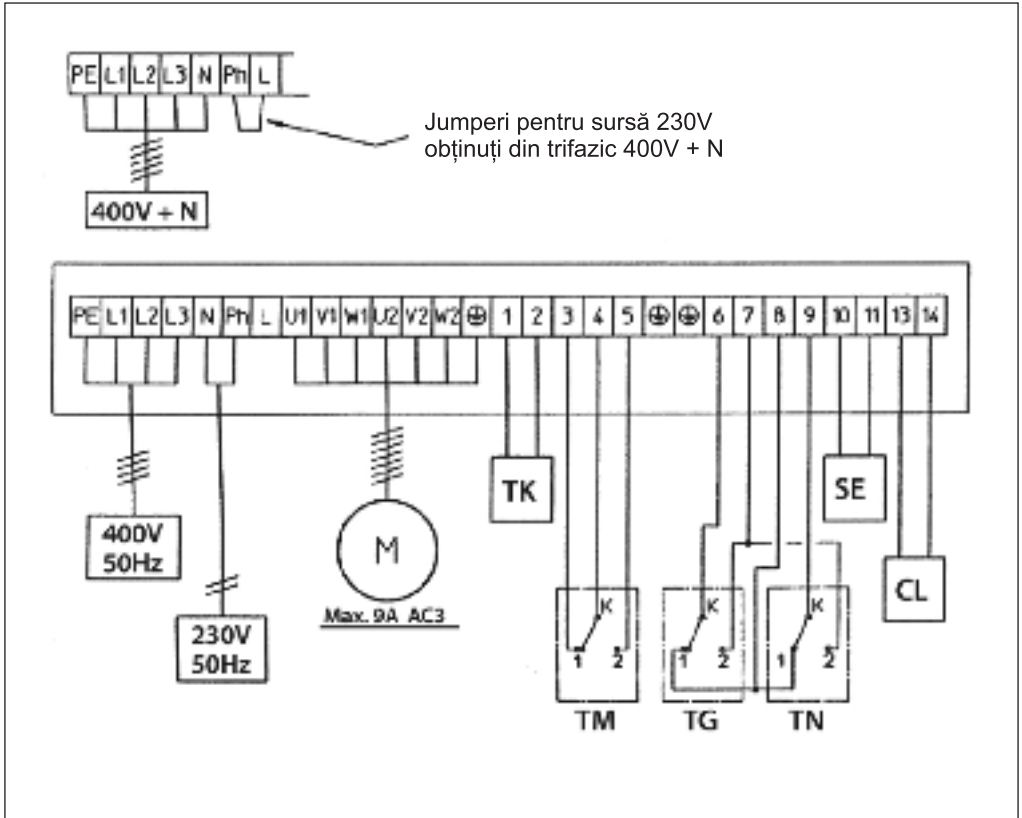 PE L1 L2 L3 N Ph L
Jumperi pentru sursă 230V
obținuți din trifazic 400V + N
400V + N
PE L1 L2 L3 N Ph L U1 V1 W1 U2 V2 W2 1 2 3 4 5 6 7 8 9 10 11 13 14
TK
SE
400V
50Hz
M
CL
Max. 9A AC3
230V
50Hz
K
1 2
K
1 2
K
1 2
TM
TG
TN